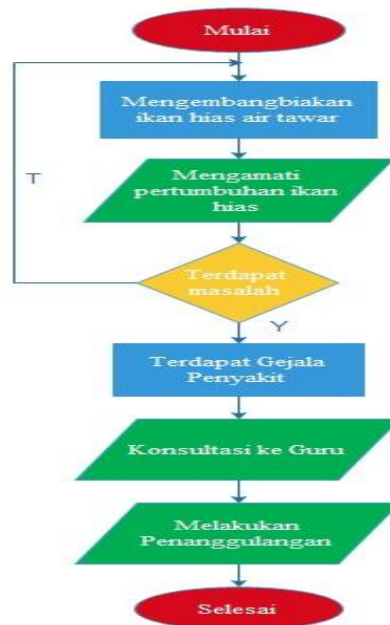 Mulai
Mengembangbiakan
ikan hias air tawar
T
Mengamati
pertumbuhan ikan
hias
Terdapat
masalah
Y
Terdapat Gejala
Penyakit
Konsultasi ke Guru
Melakukan
Penanggulangan
Selesai